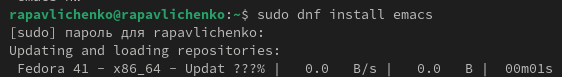 rapavlichenko@rapavlichenko:~$ sudo dnf install emacs
[sudo] пароль для rapavlichenko:
Updating and loading repositories:
Fedora 41 - x86_64 - Updat ???% |   0.0   B/s |   0.0   B |  00m01s